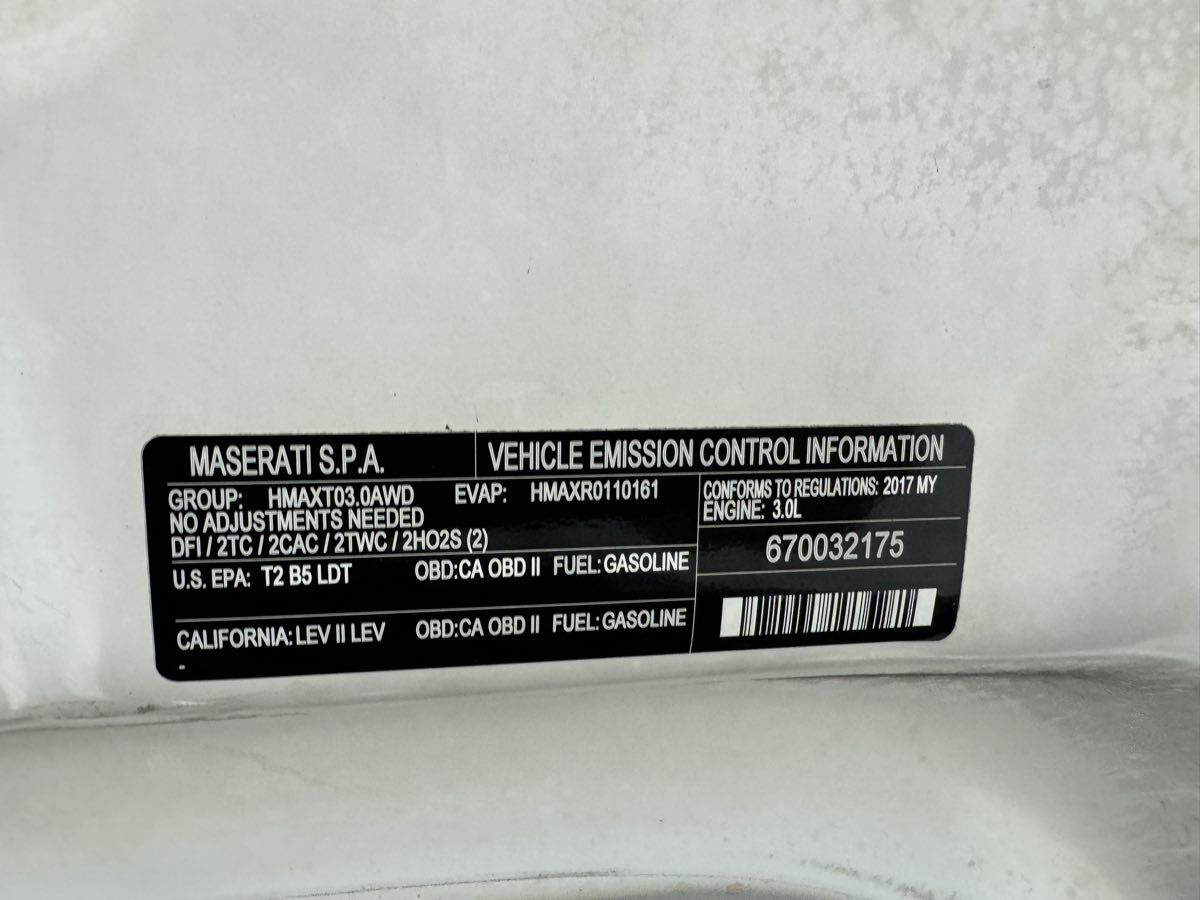 MASERATI S.P.A.
VEHICLE EMISSION CONTROL INFORMATION
GROUP: HMAXT03.0AWD EVAP: HMAXR0110161
NO ADJUSTMENTS NEEDED
DFI / 2TC / 2CAC / 2TWC / 2HO2S (2)
CONFORMS TO REGULATIONS: 2017 MY
ENGINE: 3.0L
670032175
U.S. EPA: T2 B5 LDT OBD:CA OBD II FUEL: GASOLINE
CALIFORNIA: LEV II LEV OBD:CA OBD II FUEL: GASOLINE
-